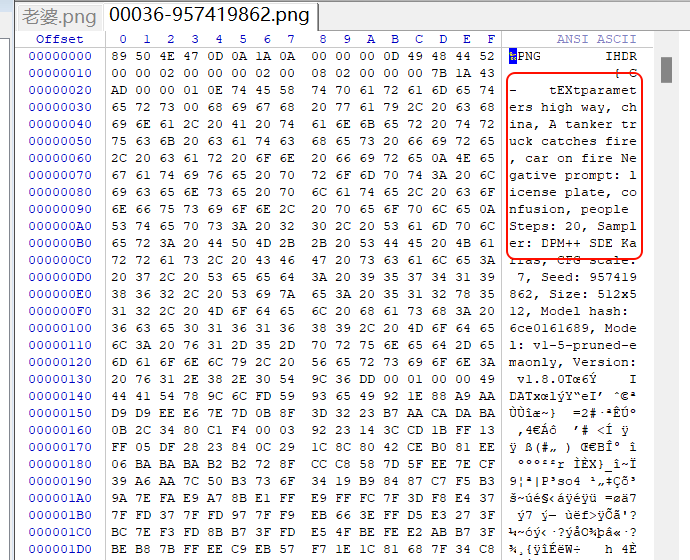 老婆.png 00036-957419862.png
Offset 0 1 2 3 4 5 6 7 8 9 A B C D E F ANSI ASCII
00000000 89 50 4E 47 0D 0A 1A 0A 00 00 00 0D 49 48 44 52 PNG IHDR
00000010 00 00 02 00 00 00 02 00 08 02 00 00 00 7B 1A 43 { C
00000020 AD 00 00 01 0E 74 45 58 74 70 61 72 61 6D 65 74 - tEXtparamet
00000030 65 72 73 00 68 69 67 68 20 77 61 79 2C 20 63 68 ers high way, ch
00000040 69 6E 61 2C 20 41 20 74 61 6E 6B 65 72 20 74 72 ina, A tanker tr
00000050 75 63 6B 20 63 61 74 63 68 65 73 20 66 69 72 65 uck catches fire
00000060 2C 20 63 61 72 20 6F 6E 20 66 69 72 65 0A 4E 65 , car on fire Ne
00000070 67 61 74 69 76 65 20 70 72 6F 6D 70 74 3A 20 6C gative prompt: l
00000080 69 63 65 6E 73 65 20 70 6C 61 74 65 2C 20 63 6F icense plate, co
00000090 6E 66 75 73 69 6F 6E 2C 20 70 65 6F 70 6C 65 0A nfusion, people
000000A0 53 74 65 70 73 3A 20 32 30 2C 20 53 61 6D 70 6C Steps: 20, Sampl
000000B0 65 72 3A 20 44 50 4D 2B 2B 20 53 44 45 20 4B 61 er: DPM++ SDE Ka
000000C0 72 72 61 73 2C 20 43 46 47 20 73 63 61 6C 65 3A rras, CFG scale:
000000D0 20 37 2C 20 53 65 65 64 3A 20 39 35 37 34 31 39 7, Seed: 957419
000000E0 38 36 32 2C 20 53 69 7A 65 3A 20 35 31 32 78 35 862, Size: 512x5
000000F0 31 32 2C 20 4D 6F 64 65 6C 20 68 61 73 68 3A 20 12, Model hash:
00000100 36 63 65 30 31 36 31 36 38 39 2C 20 4D 6F 64 65 6ce0161689, Mode
00000110 6C 3A 20 76 31 2D 35 2D 70 72 75 6E 65 64 2D 65 l: v1-5-pruned-e
00000120 6D 61 6F 6E 6C 79 2C 20 56 65 72 73 69 6F 6E 3A maonly, Version:
00000130 20 76 31 2E 38 2E 30 54 9C 36 DD 00 01 00 00 49 v1.8.0Tœ6Ý I
00000140 44 41 54 78 9C 6C FD 59 93 65 49 92 1E 88 A9 AA DATxœlýY“eI’ ˆ©ª
00000150 D9 D9 EE E6 7E 7D 0B 8F 3D 32 23 B7 AA CA DA BA
00000160 0B 2C 34 80 C1 F4 00 03 92 23 14 3C CD 1B FF 13
00000170 FF 05 DF 28 23 84 0C 29 1C 8C 80 42 CE B0 81 EE
00000180 06 BA BA BA B2 B2 72 8F CC C8 58 7D 5F EE 7E CF
00000190 39 A6 AA 7C 50 B3 73 6F 34 19 B9 84 87 C7 F5 B3
000001A0 9A 7E FA E9 A7 8B E1 FF E9 FF FC 7F 3D F8 E4 37
000001B0 7F FD 37 7F FD 97 7F F9 EB 66 3E FF D5 E3 27 3F
000001C0 BC 7E F3 FD 8B B7 3F FD E5 4F BE FE E2 AB B7 3F
000001D0 BE B8 7B FF EE C9 EB 57 F7 1E 1C 81 68 7F 34 C8